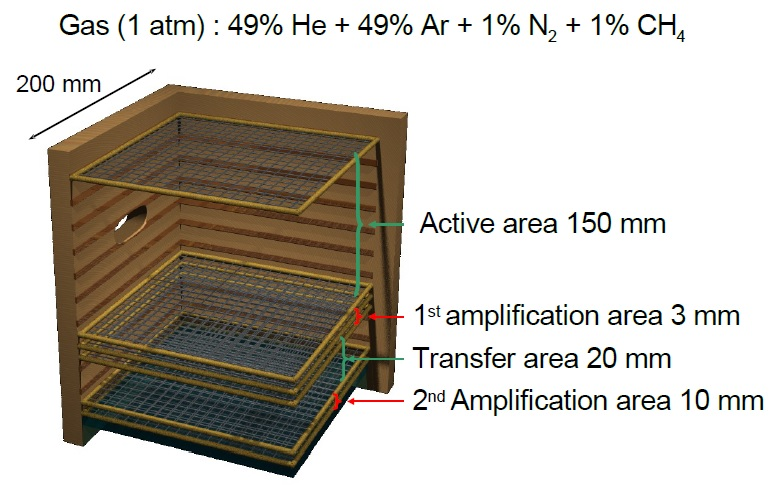 Gas (1 atm) : 49% He + 49% Ar + 1% N₂ + 1% CH₄
200 mm
Active area 150 mm
1ˢᵗ amplification area 3 mm
Transfer area 20 mm
2ⁿᵈ Amplification area 10 mm